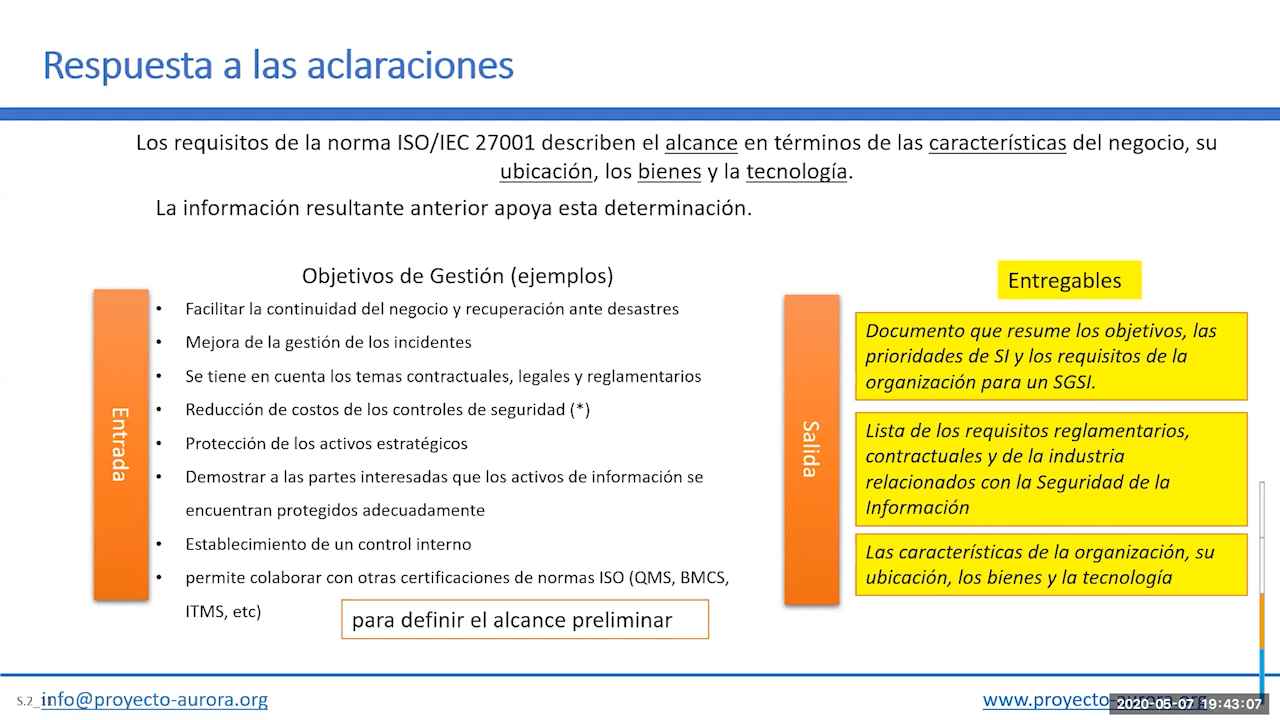 Respuesta a las aclaraciones
Los requisitos de la norma ISO/IEC 27001 describen el alcance en términos de las características del negocio, su
ubicación, los bienes y la tecnología.
La información resultante anterior apoya esta determinación.
Objetivos de Gestión (ejemplos)
Entrada
• Facilitar la continuidad del negocio y recuperación ante desastres
• Mejora de la gestión de los incidentes
• Se tiene en cuenta los temas contractuales, legales y reglamentarios
• Reducción de costos de los controles de seguridad (*)
• Protección de los activos estratégicos
• Demostrar a las partes interesadas que los activos de información se
encuentran protegidos adecuadamente
• Establecimiento de un control interno
• permite colaborar con otras certificaciones de normas ISO (QMS, BMCS,
ITMS, etc)
para definir el alcance preliminar
Salida
Entregables
Documento que resume los objetivos, las
prioridades de SI y los requisitos de la
organización para un SGSI.
Lista de los requisitos reglamentarios,
contractuales y de la industria
relacionados con la Seguridad de la
Información
Las características de la organización, su
ubicación, los bienes y la tecnología
S.2_
info@proyecto-aurora.org
www.proyecto-aurora.org
2020-05-07 19:43:07